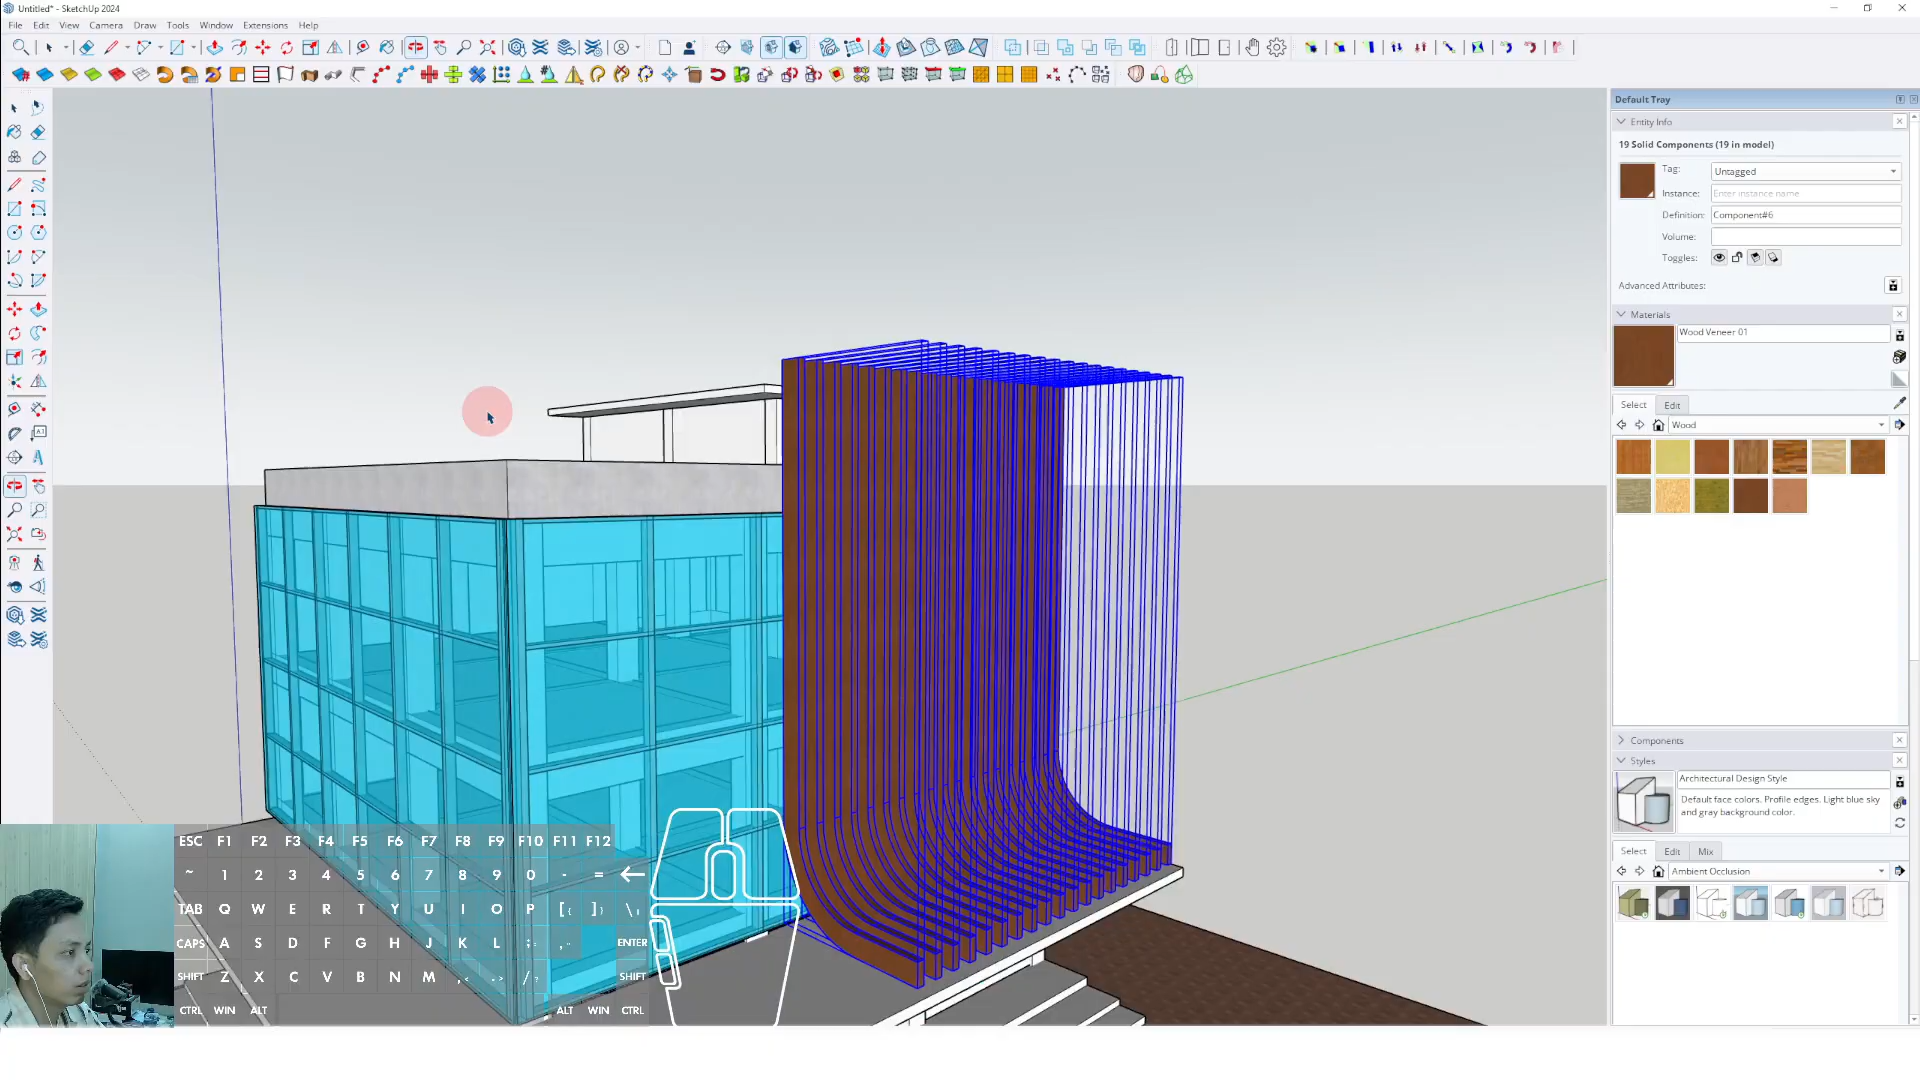 Untitled* - SketchUp 2024
File Edit View Camera Draw Tools Window Extensions Help
Default Tray
Entity Info
19 Solid Components (19 in model)
Tag: Untagged
Instance: Enter instance name
Definition: Component#6
Volume:
Toggles:
Advanced Attributes:
Materials
Wood Veneer 01
Select Edit
Wood
Components
Styles
Architectural Design Style
Default face colors. Profile edges. Light blue sky
and gray background color.
Select Edit Mix
Ambient Occlusion
ESC F1 F2 F3 F4 F5 F6 F7 F8 F9 F10 F11 F12
~ 1 2 3 4 5 6 7 8 9 0 - =
TAB Q W E R T Y U I O P [{ ]} \
CAPS A S D F G H J K L ;: ," ENTER
SHIFT Z X C V B N M ,< .> /? SHIFT
CTRL WIN ALT ALT WIN CTRL